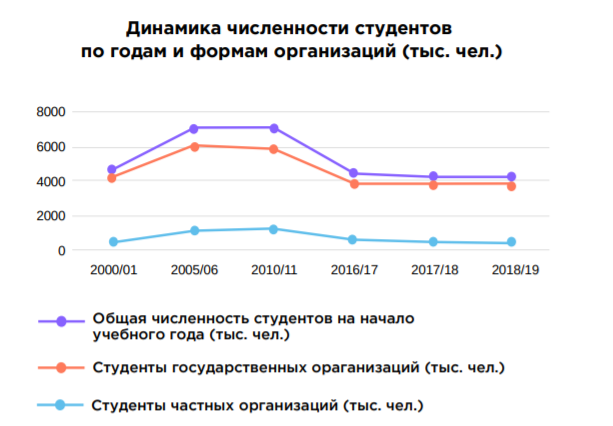 Динамика численности студентов
по годам и формам организаций (тыс. чел.)
8000
6000
4000
2000
0
2000/01 2005/06 2010/11 2016/17 2017/18 2018/19
Общая численность студентов на начало
учебного года (тыс. чел.)
Студенты государственных ораганизаций (тыс. чел.)
Студенты частных организаций (тыс. чел.)